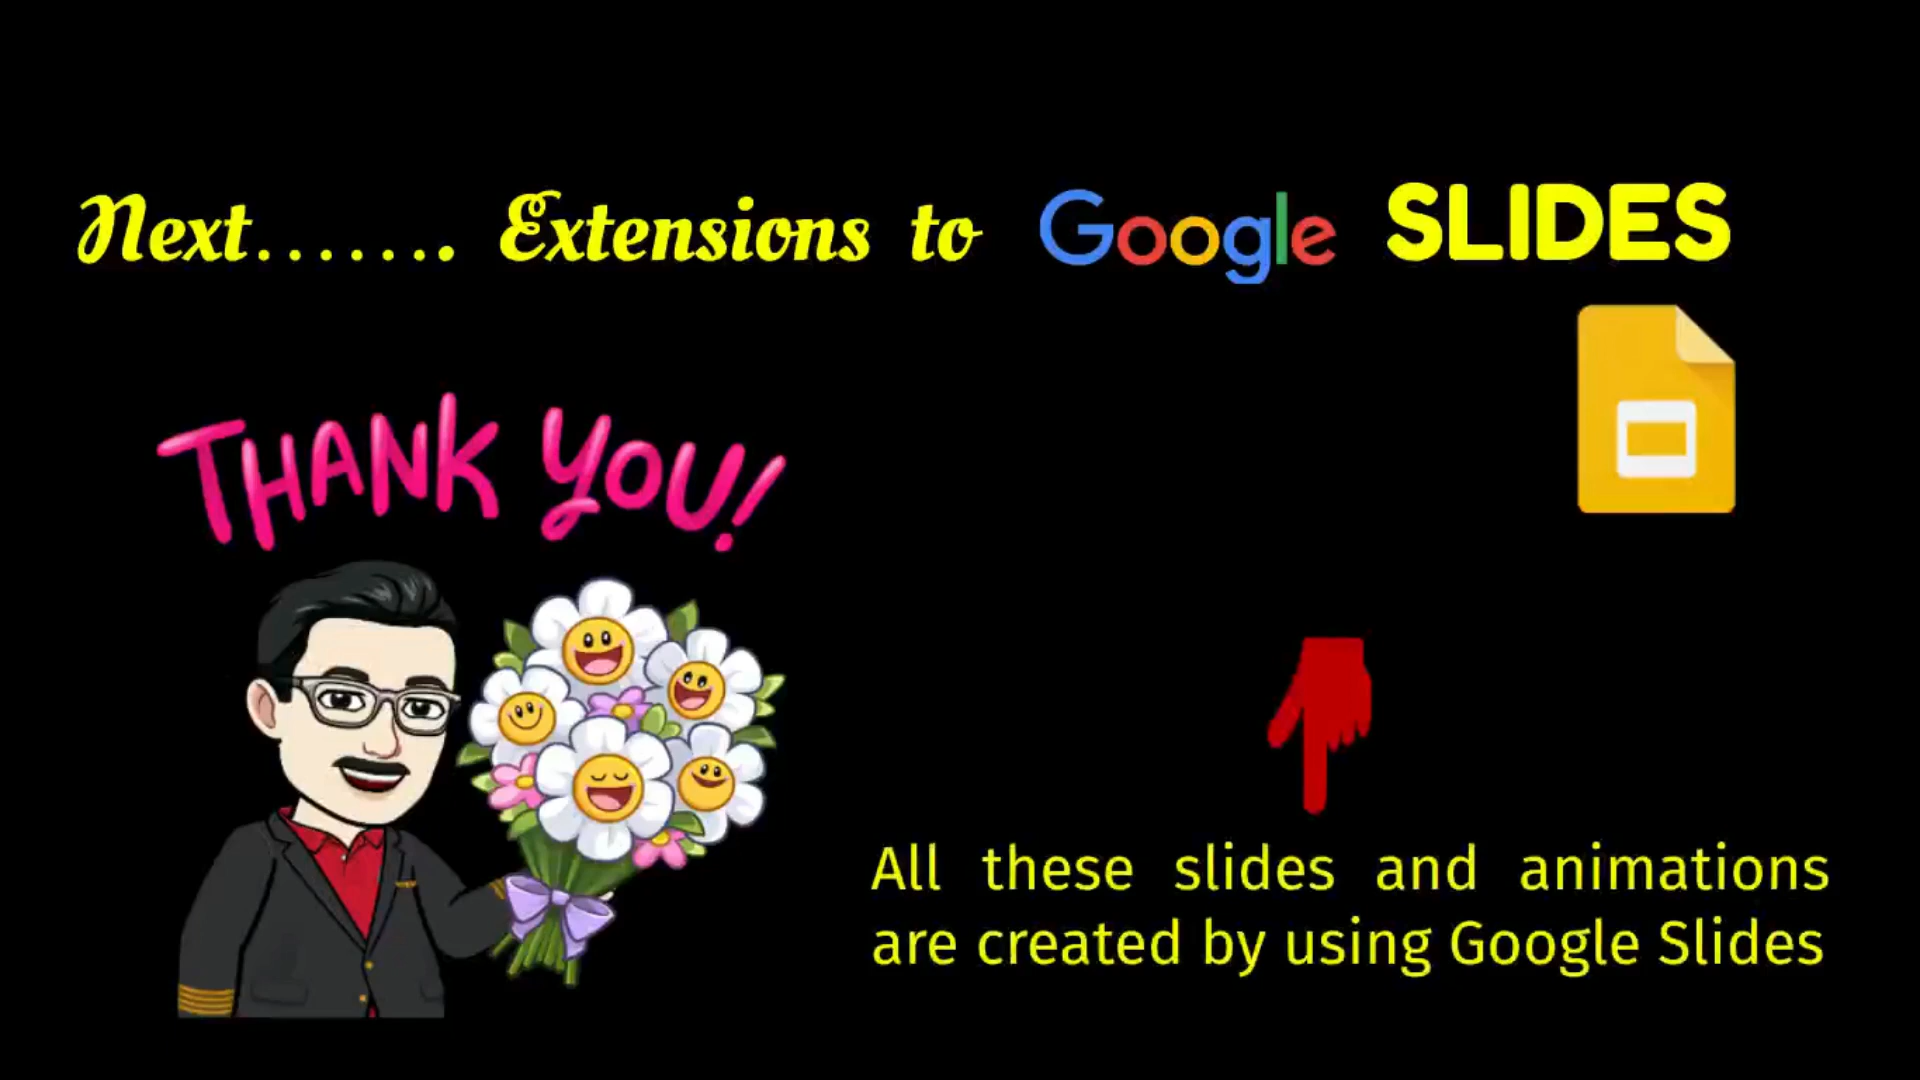 Next....... Extensions to Google SLIDES
THANK YOU!
All these slides and animations
are created by using Google Slides